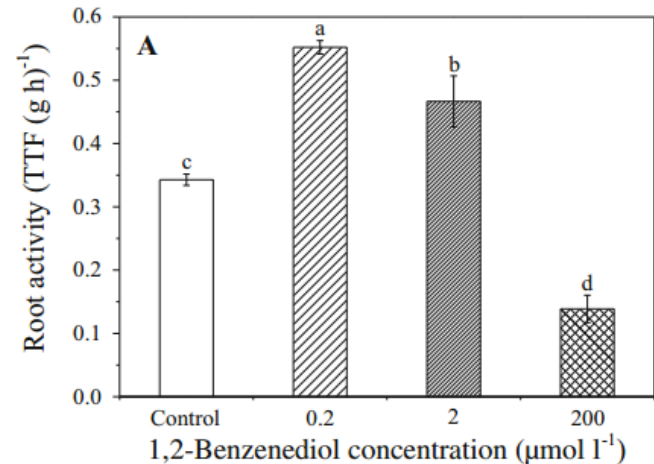 A
Root activity (TTF (g h)⁻¹)
0.6
0.5
0.4
0.3
0.2
0.1
0.0
c
a
b
d
Control 0.2 2 200
1,2-Benzenediol concentration (μmol l⁻¹)